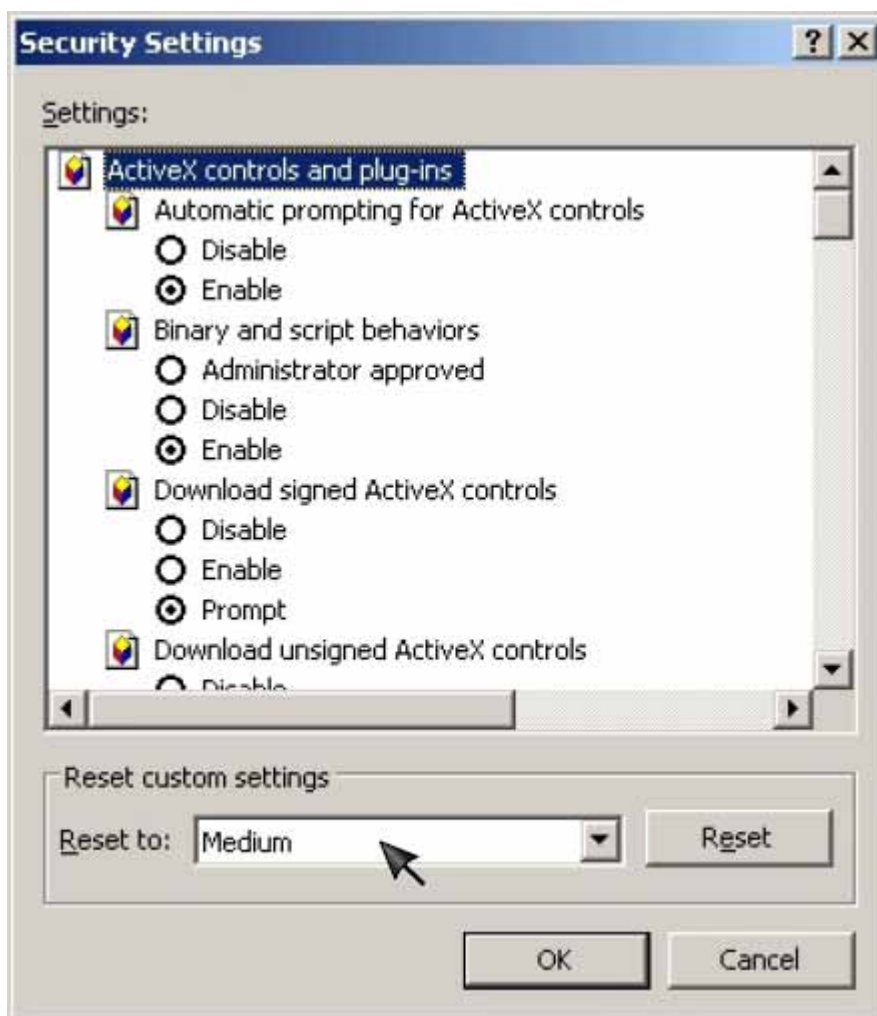 Security Settings
Settings:
ActiveX controls and plug-ins
Automatic prompting for ActiveX controls
Disable
Enable
Binary and script behaviors
Administrator approved
Disable
Enable
Download signed ActiveX controls
Disable
Enable
Prompt
Download unsigned ActiveX controls
Disable
Reset custom settings
Reset to: Medium Reset
OK Cancel